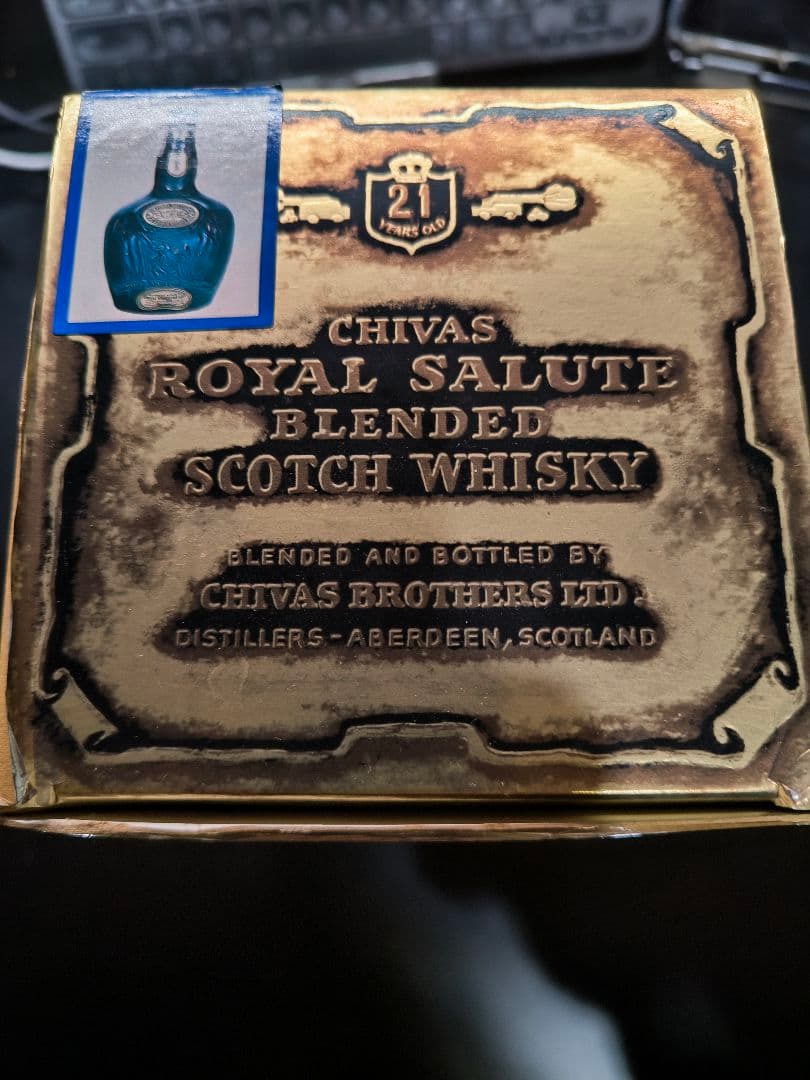 21
YEARS OLD
CHIVAS
ROYAL SALUTE
BLENDED
SCOTCH WHISKY
BLENDED AND BOTTLED BY
CHIVAS BROTHERS LTD.
DISTILLERS-ABERDEEN, SCOTLAND